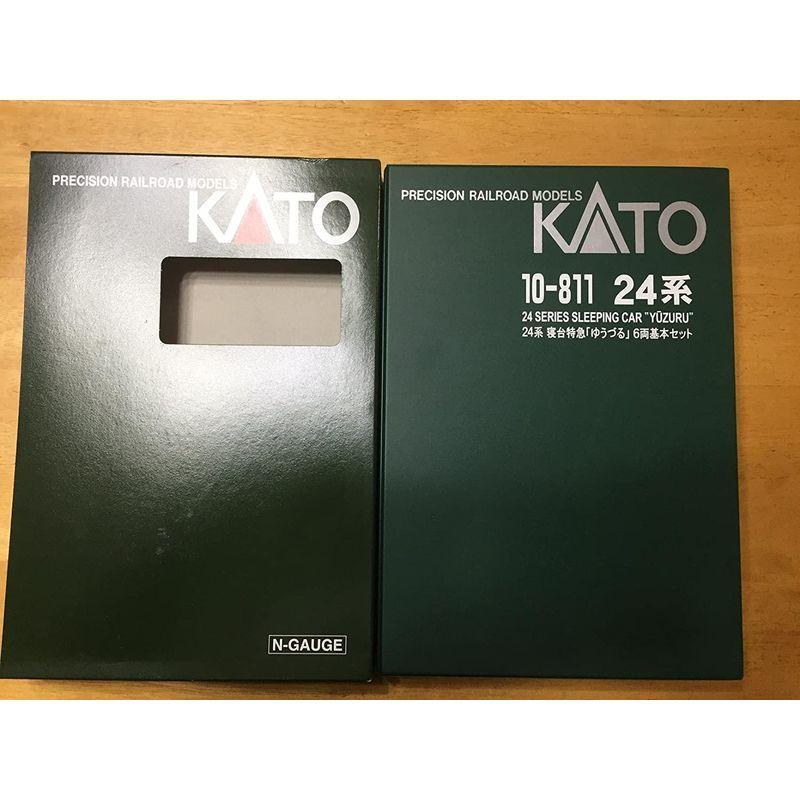 PRECISION RAILROAD MODELS
KATO
N-GAUGE
PRECISION RAILROAD MODELS
KATO
10-811 24系
24 SERIES SLEEPING CAR "YŪZURU"
24系 寝台特急「ゆうづる」6両基本セット